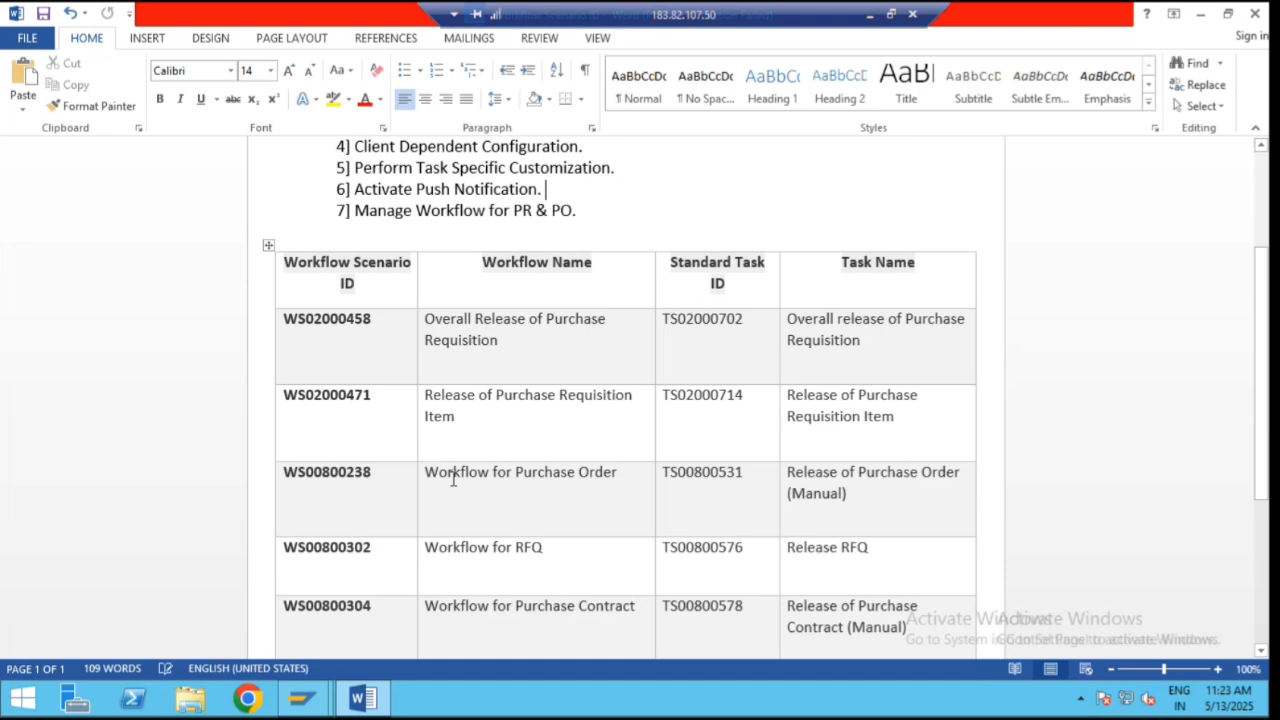 183.82.107.50
Sign in
FILE HOME INSERT DESIGN PAGE LAYOUT REFERENCES MAILINGS REVIEW VIEW
Paste
Cut
Copy
Format Painter
Calibri 14
AaBbCcDc AaBbCcDc AaBbC( AaBbCcD AaB AaBbCcD AaBbCcDc AaBbCcDc
¶ Normal ¶ No Spac... Heading 1 Heading 2 Title Subtitle Subtle Em... Emphasis
Find
Replace
Select
Clipboard Font Paragraph Styles Editing
4] Client Dependent Configuration.
5] Perform Task Specific Customization.
6] Activate Push Notification.
7] Manage Workflow for PR & PO.
Workflow Scenario ID
Workflow Name
Standard Task ID
Task Name
WS02000458
Overall Release of Purchase
Requisition
TS02000702
Overall release of Purchase
Requisition
WS02000471
Release of Purchase Requisition
Item
TS02000714
Release of Purchase
Requisition Item
WS00800238
Workflow for Purchase Order
TS00800531
Release of Purchase Order
(Manual)
WS00800302
Workflow for RFQ
TS00800576
Release RFQ
WS00800304
Workflow for Purchase Contract
TS00800578
Release of Purchase
Contract (Manual)
Activate Windows
PAGE 1 OF 1 109 WORDS ENGLISH (UNITED STATES)
100%
ENG
IN
11:23 AM
5/13/2025